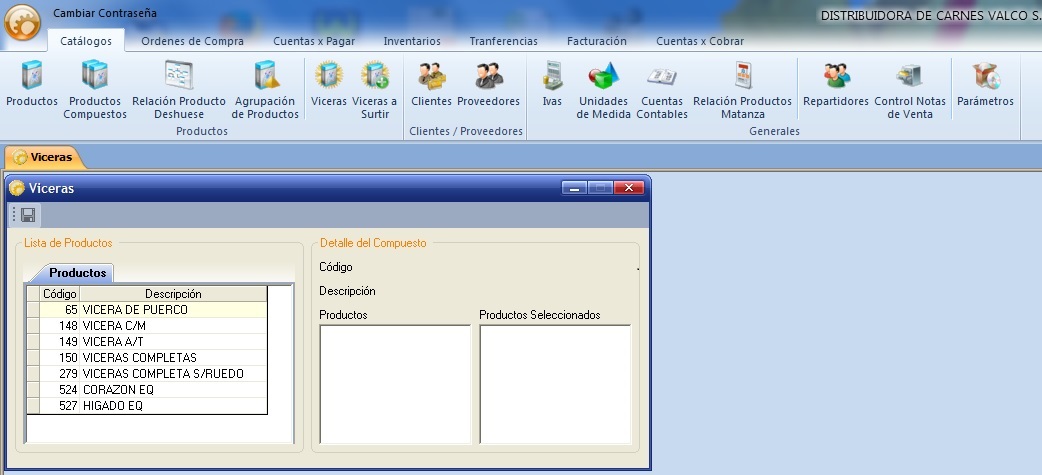 Cambiar Contraseña
DISTRIBUIDORA DE CARNES VALCO S.
Catálogos Ordenes de Compra Cuentas x Pagar Inventarios Tranferencias Facturación Cuentas x Cobrar
Productos Productos Compuestos Relación Producto Deshuese Agrupación de Productos Viceras Viceras a Surtir Clientes Proveedores Ivas Unidades de Medida Cuentas Contables Relación Productos Matanza Repartidores Control Notas de Venta Parámetros
Productos Clientes / Proveedores Generales
Viceras
Viceras
Lista de Productos
Productos
Código Descripción
65 VICERA DE PUERCO
148 VICERA C/M
149 VICERA A/T
150 VICERAS COMPLETAS
279 VICERAS COMPLETA S/RUEDO
524 CORAZON EQ
527 HIGADO EQ
Detalle del Compuesto
Código
Descripción
Productos Productos Seleccionados